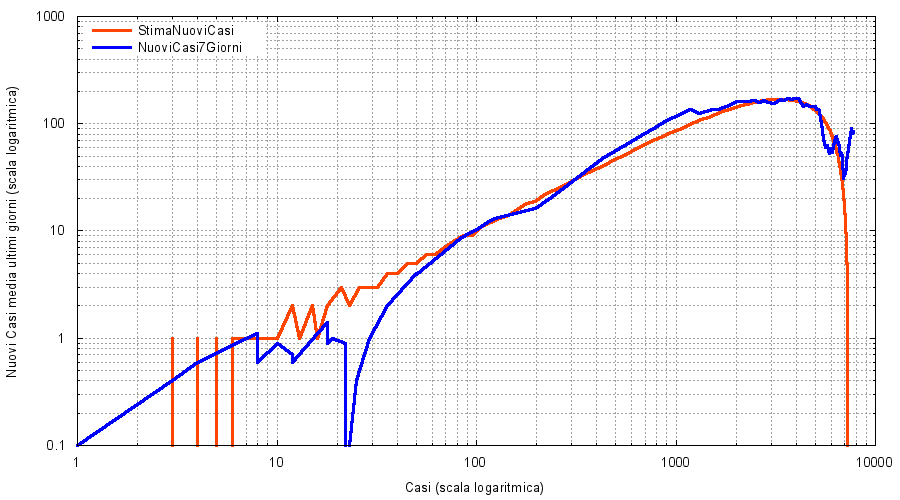 1000
100
10
1
0.1
StimaNuoviCasi
NuoviCasi7Giorni
Nuovi Casi media ultimi giorni (scala logaritmica)
1 10 100 1000 10000
Casi (scala logaritmica)